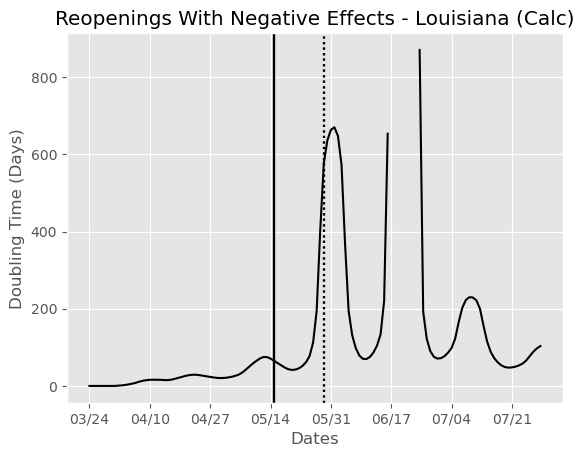 Reopenings With Negative Effects - Louisiana (Calc)
Doubling Time (Days)
800
600
400
200
0
03/24 04/10 04/27 05/14 05/31 06/17 07/04 07/21
Dates